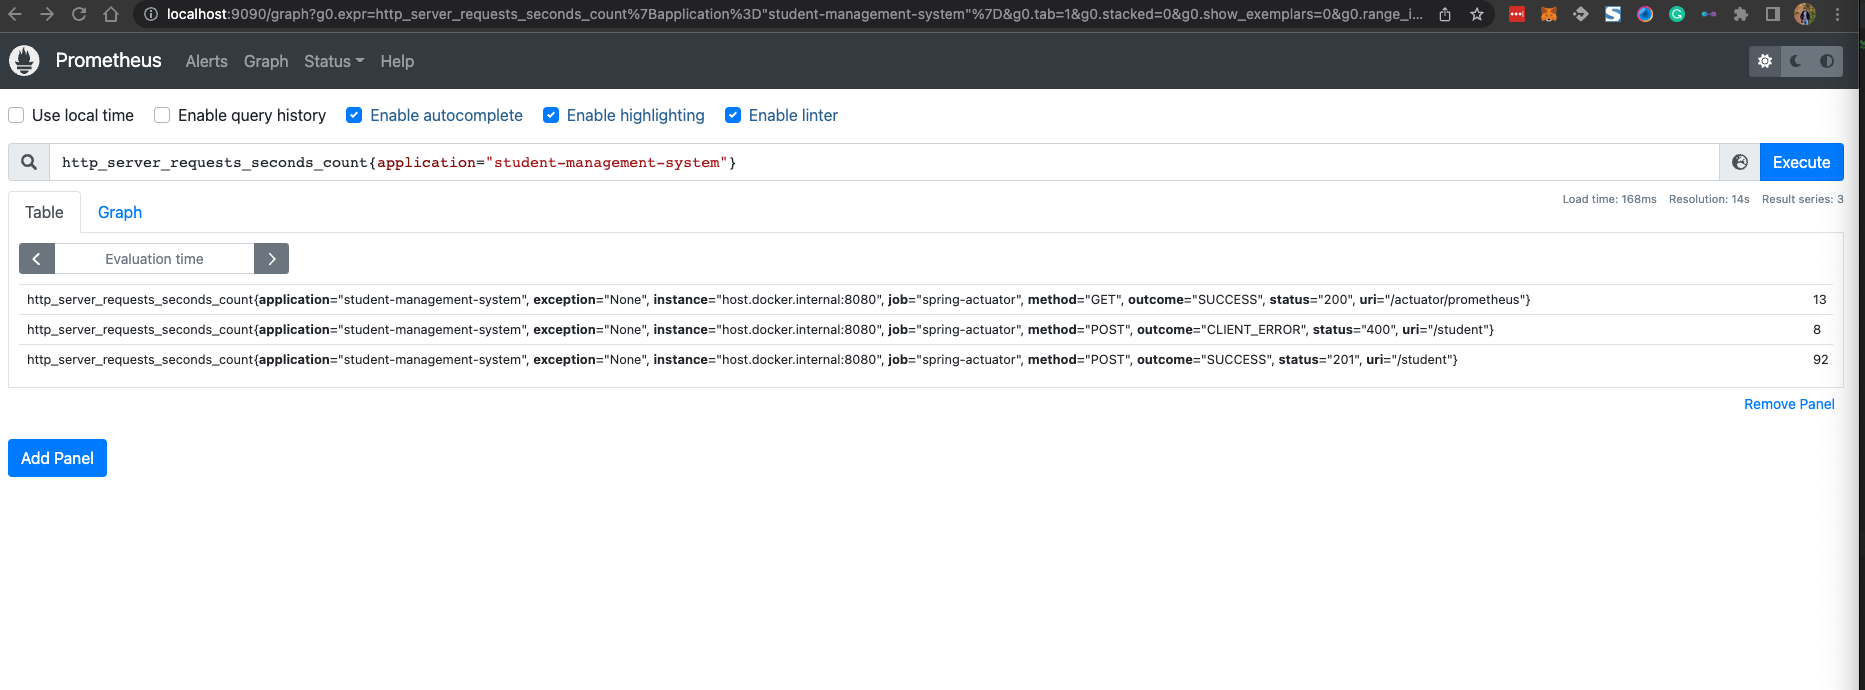 localhost:9090/graph?g0.expr=http_server_requests_seconds_count%7Bapplication%3D"student-management-system"%7D&g0.tab=1&g0.stacked=0&g0.show_exemplars=0&g0.range_i...
Prometheus Alerts Graph Status Help
Use local time Enable query history Enable autocomplete Enable highlighting Enable linter
http_server_requests_seconds_count{application="student-management-system"} Execute
Table Graph Load time: 168ms Resolution: 14s Result series: 3
Evaluation time
http_server_requests_seconds_count{application="student-management-system", exception="None", instance="host.docker.internal:8080", job="spring-actuator", method="GET", outcome="SUCCESS", status="200", uri="/actuator/prometheus"} 13
http_server_requests_seconds_count{application="student-management-system", exception="None", instance="host.docker.internal:8080", job="spring-actuator", method="POST", outcome="CLIENT_ERROR", status="400", uri="/student"} 8
http_server_requests_seconds_count{application="student-management-system", exception="None", instance="host.docker.internal:8080", job="spring-actuator", method="POST", outcome="SUCCESS", status="201", uri="/student"} 92
Remove Panel
Add Panel